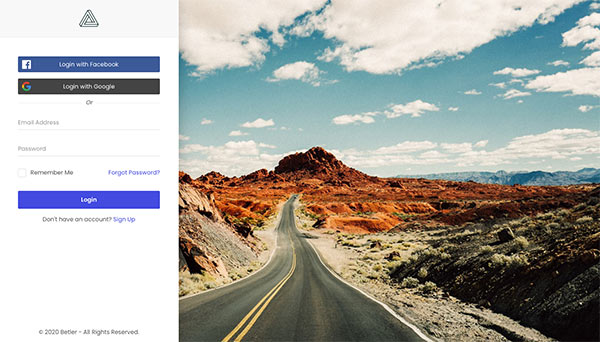 Login with Facebook
Login with Google
Or
Email Address
Password
Remember Me
Forgot Password?
Login
Don't have an account? Sign Up
© 2020 Betler - All Rights Reserved.